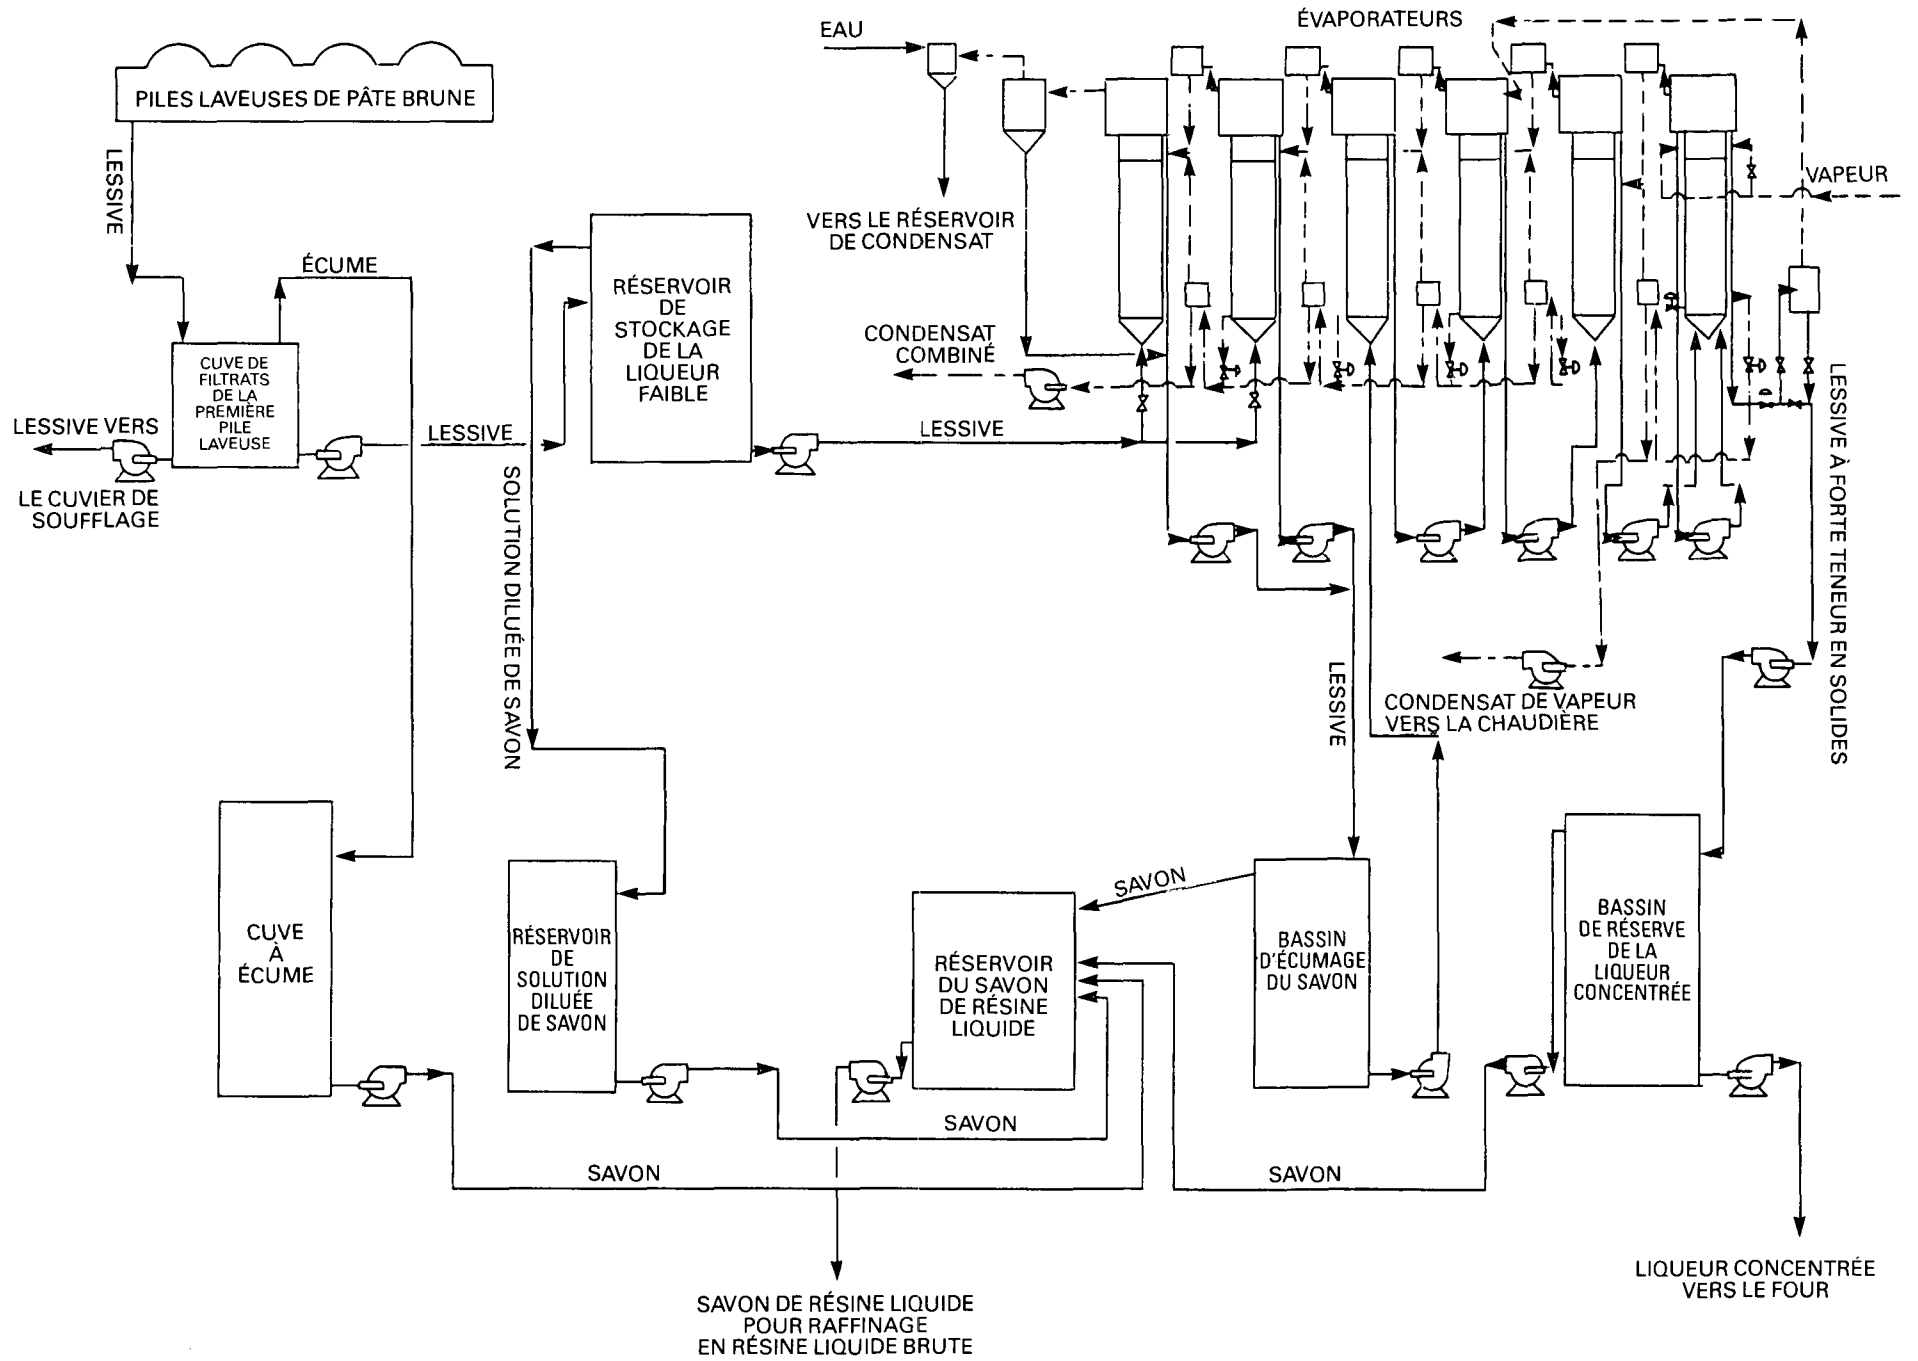 ÉVAPORATEURS
EAU
PILES LAVEUSES DE PÂTE BRUNE
LESSIVE
VAPEUR
VERS LE RÉSERVOIR
DE CONDENSAT
ÉCUME
RÉSERVOIR
DE
STOCKAGE
DE LA
LIQUEUR
FAIBLE
CONDENSAT
COMBINÉ
CUVE DE
FILTRATS
DE LA
PREMIÈRE
PILE
LAVEUSE
LESSIVE VERS
LE CUVIER DE
SOUFFLAGE
LESSIVE
LESSIVE
SOLUTION DILUÉE DE SAVON
LESSIVE À FORTE TENEUR EN SOLIDES
LESSIVE
CONDENSAT DE VAPEUR
VERS LA CHAUDIÈRE
CUVE
À
ÉCUME
RÉSERVOIR
DE
SOLUTION
DILUÉE
DE SAVON
SAVON
RÉSERVOIR
DU SAVON
DE RÉSINE
LIQUIDE
BASSIN
D'ÉCUMAGE
DU SAVON
BASSIN
DE RÉSERVE
DE LA
LIQUEUR
CONCENTRÉE
SAVON
SAVON
SAVON
LIQUEUR CONCENTRÉE
VERS LE FOUR
SAVON DE RÉSINE LIQUIDE
POUR RAFFINAGE
EN RÉSINE LIQUIDE BRUTE